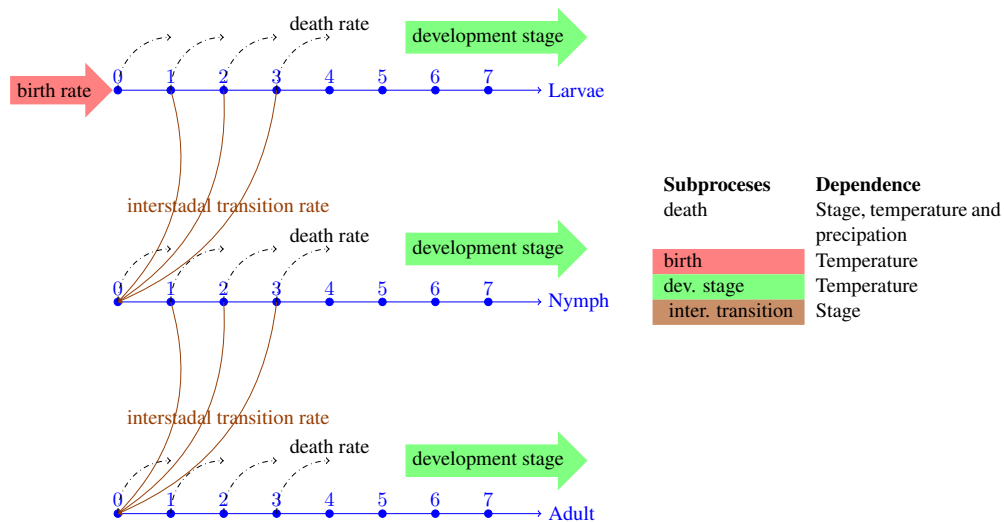 death rate
development stage
0 1 2 3 4 5 6 7
birth rate
Larvae
interstadal transition rate
death rate
development stage
0 1 2 3 4 5 6 7
Nymph
interstadal transition rate
death rate
development stage
0 1 2 3 4 5 6 7
Adult
Subproceses Dependence
death Stage, temperature and
precipation
birth Temperature
dev. stage Temperature
inter. transition Stage